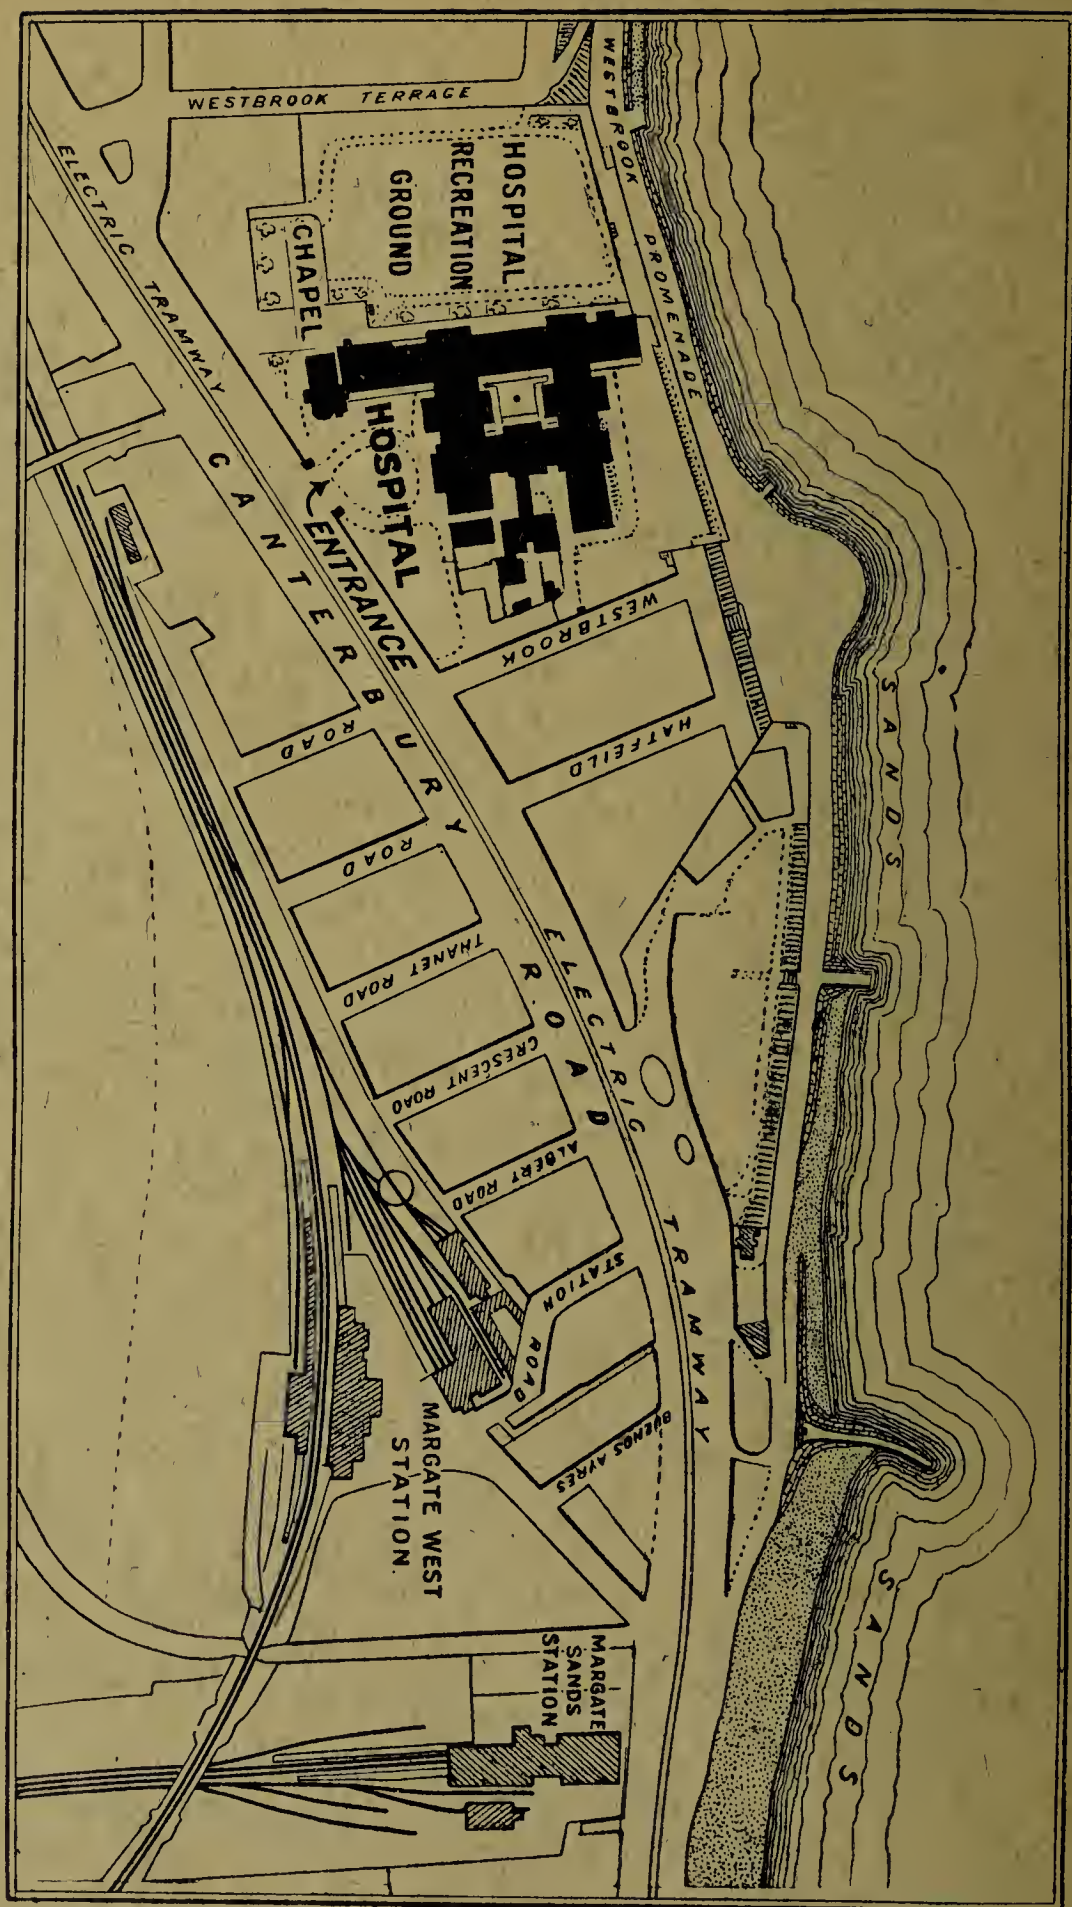 WESTBROOK TERRACE
WESTBROOK PROMENADE
HOSPITAL
RECREATION
GROUND
CHAPEL
HOSPITAL
ENTRANCE
ELECTRIC TRAMWAY
CANTERBURY ROAD
WESTBROOK
ROAD
HATFEILD
ROAD
THANET ROAD
CRESCENT ROAD
ALBERT ROAD
STATION ROAD
BUENOS AYRES
ELECTRIC TRAMWAY
SANDS
SANDS
MARGATE WEST
STATION.
MARGATE
SANDS
STATION